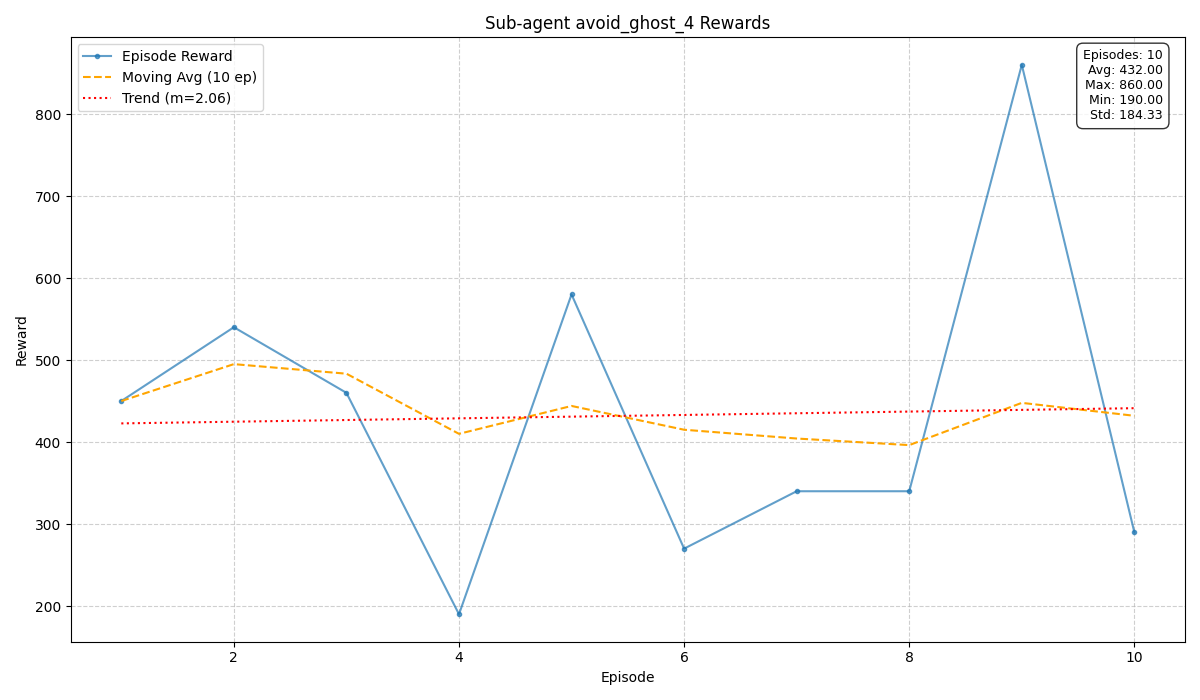 Sub-agent avoid_ghost_4 Rewards
Episode Reward
Moving Avg (10 ep)
Trend (m=2.06)
Episodes: 10
Avg: 432.00
Max: 860.00
Min: 190.00
Std: 184.33
Reward
800
700
600
500
400
300
200
2
4
6
8
10
Episode